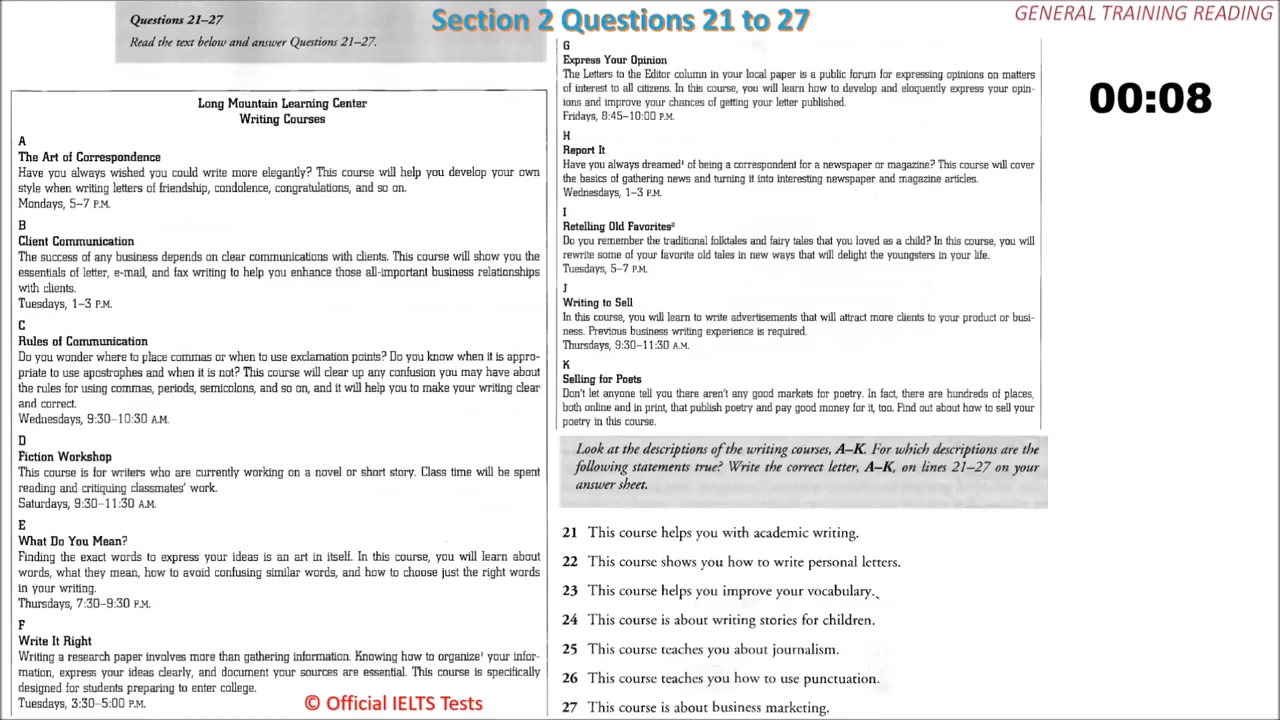 Section 2 Questions 21 to 27
GENERAL TRAINING READING
00:08
Questions 21–27
Read the text below and answer Questions 21–27.
Long Mountain Learning Center
Writing Courses
A
The Art of Correspondence
Have you always wished you could write more elegantly? This course will help you develop your own
style when writing letters of friendship, condolence, congratulations, and so on.
Mondays, 5–7 P.M.
B
Client Communication
The success of any business depends on clear communications with clients. This course will show you the
essentials of letter, e-mail, and fax writing to help you enhance those all-important business relationships
with clients.
Tuesdays, 1–3 P.M.
C
Rules of Communication
Do you wonder where to place commas or when to use exclamation points? Do you know when it is appro-
priate to use apostrophes and when it is not? This course will clear up any confusion you may have about
the rules for using commas, periods, semicolons, and so on, and it will help you to make your writing clear
and correct.
Wednesdays, 9:30–10:30 A.M.
D
Fiction Workshop
This course is for writers who are currently working on a novel or short story. Class time will be spent
reading and critiquing classmates' work.
Saturdays, 9:30–11:30 A.M.
E
What Do You Mean?
Finding the exact words to express your ideas is an art in itself. In this course, you will learn about
words, what they mean, how to avoid confusing similar words, and how to choose just the right words
in your writing.
Thursdays, 7:30–9:30 P.M.
F
Write It Right
Writing a research paper involves more than gathering information. Knowing how to organize¹ your infor-
mation, express your ideas clearly, and document your sources are essential. This course is specifically
designed for students preparing to enter college.
Tuesdays, 3:30–5:00 P.M.
© Official IELTS Tests
G
Express Your Opinion
The Letters to the Editor column in your local paper is a public forum for expressing opinions on matters
of interest to all citizens. In this course, you will learn how to develop and eloquently express your opin-
ions and improve your chances of getting your letter published.
Fridays, 8:45–10:00 P.M.
H
Report It
Have you always dreamed¹ of being a correspondent for a newspaper or magazine? This course will cover
the basics of gathering news and turning it into interesting newspaper and magazine articles.
Wednesdays, 1–3 P.M.
I
Retelling Old Favorites²
Do you remember the traditional folktales and fairy tales that you loved as a child? In this course, you will
rewrite some of your favorite old tales in new ways that will delight the youngsters in your life.
Tuesdays, 5–7 P.M.
J
Writing to Sell
In this course, you will learn to write advertisements that will attract more clients to your product or busi-
ness. Previous business writing experience is required.
Thursdays, 9:30–11:30 A.M.
K
Selling for Poets
Don't let anyone tell you there aren't any good markets for poetry. In fact, there are hundreds of places,
both online and in print, that publish poetry and pay good money for it, too. Find out about how to sell your
poetry in this course.
Look at the descriptions of the writing courses, A–K. For which descriptions are the
following statements true? Write the correct letter, A–K, on lines 21–27 on your
answer sheet.
21 This course helps you with academic writing.
22 This course shows you how to write personal letters.
23 This course helps you improve your vocabulary.
24 This course is about writing stories for children.
25 This course teaches you about journalism.
26 This course teaches you how to use punctuation.
27 This course is about business marketing.